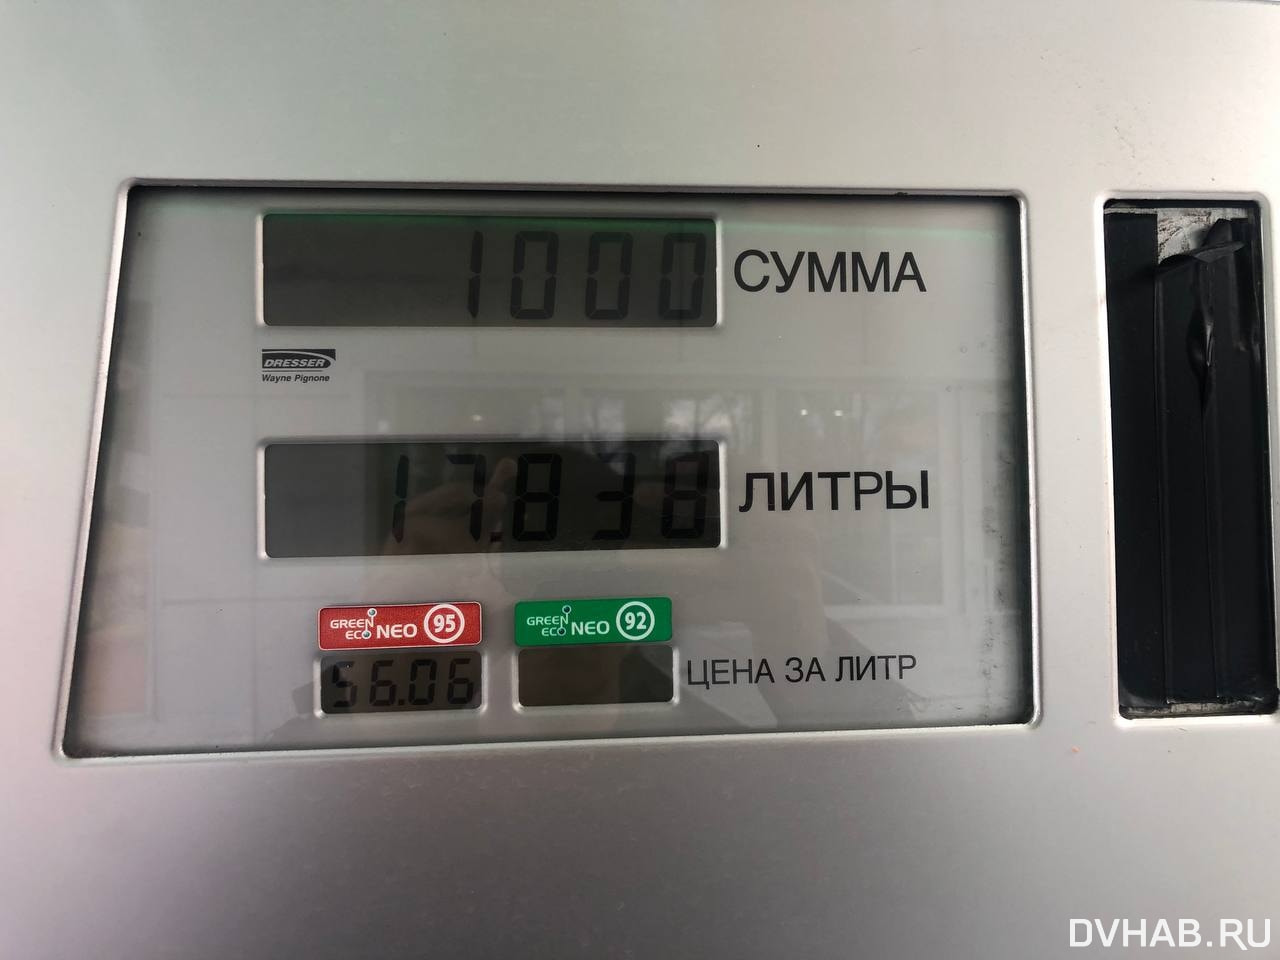 1000 СУММА
DRESSER
Wayne Pignone
17.838 ЛИТРЫ
GREEN ECO NEO 95
GREEN ECO NEO 92
56.06 ЦЕНА ЗА ЛИТР
DVHAB.RU